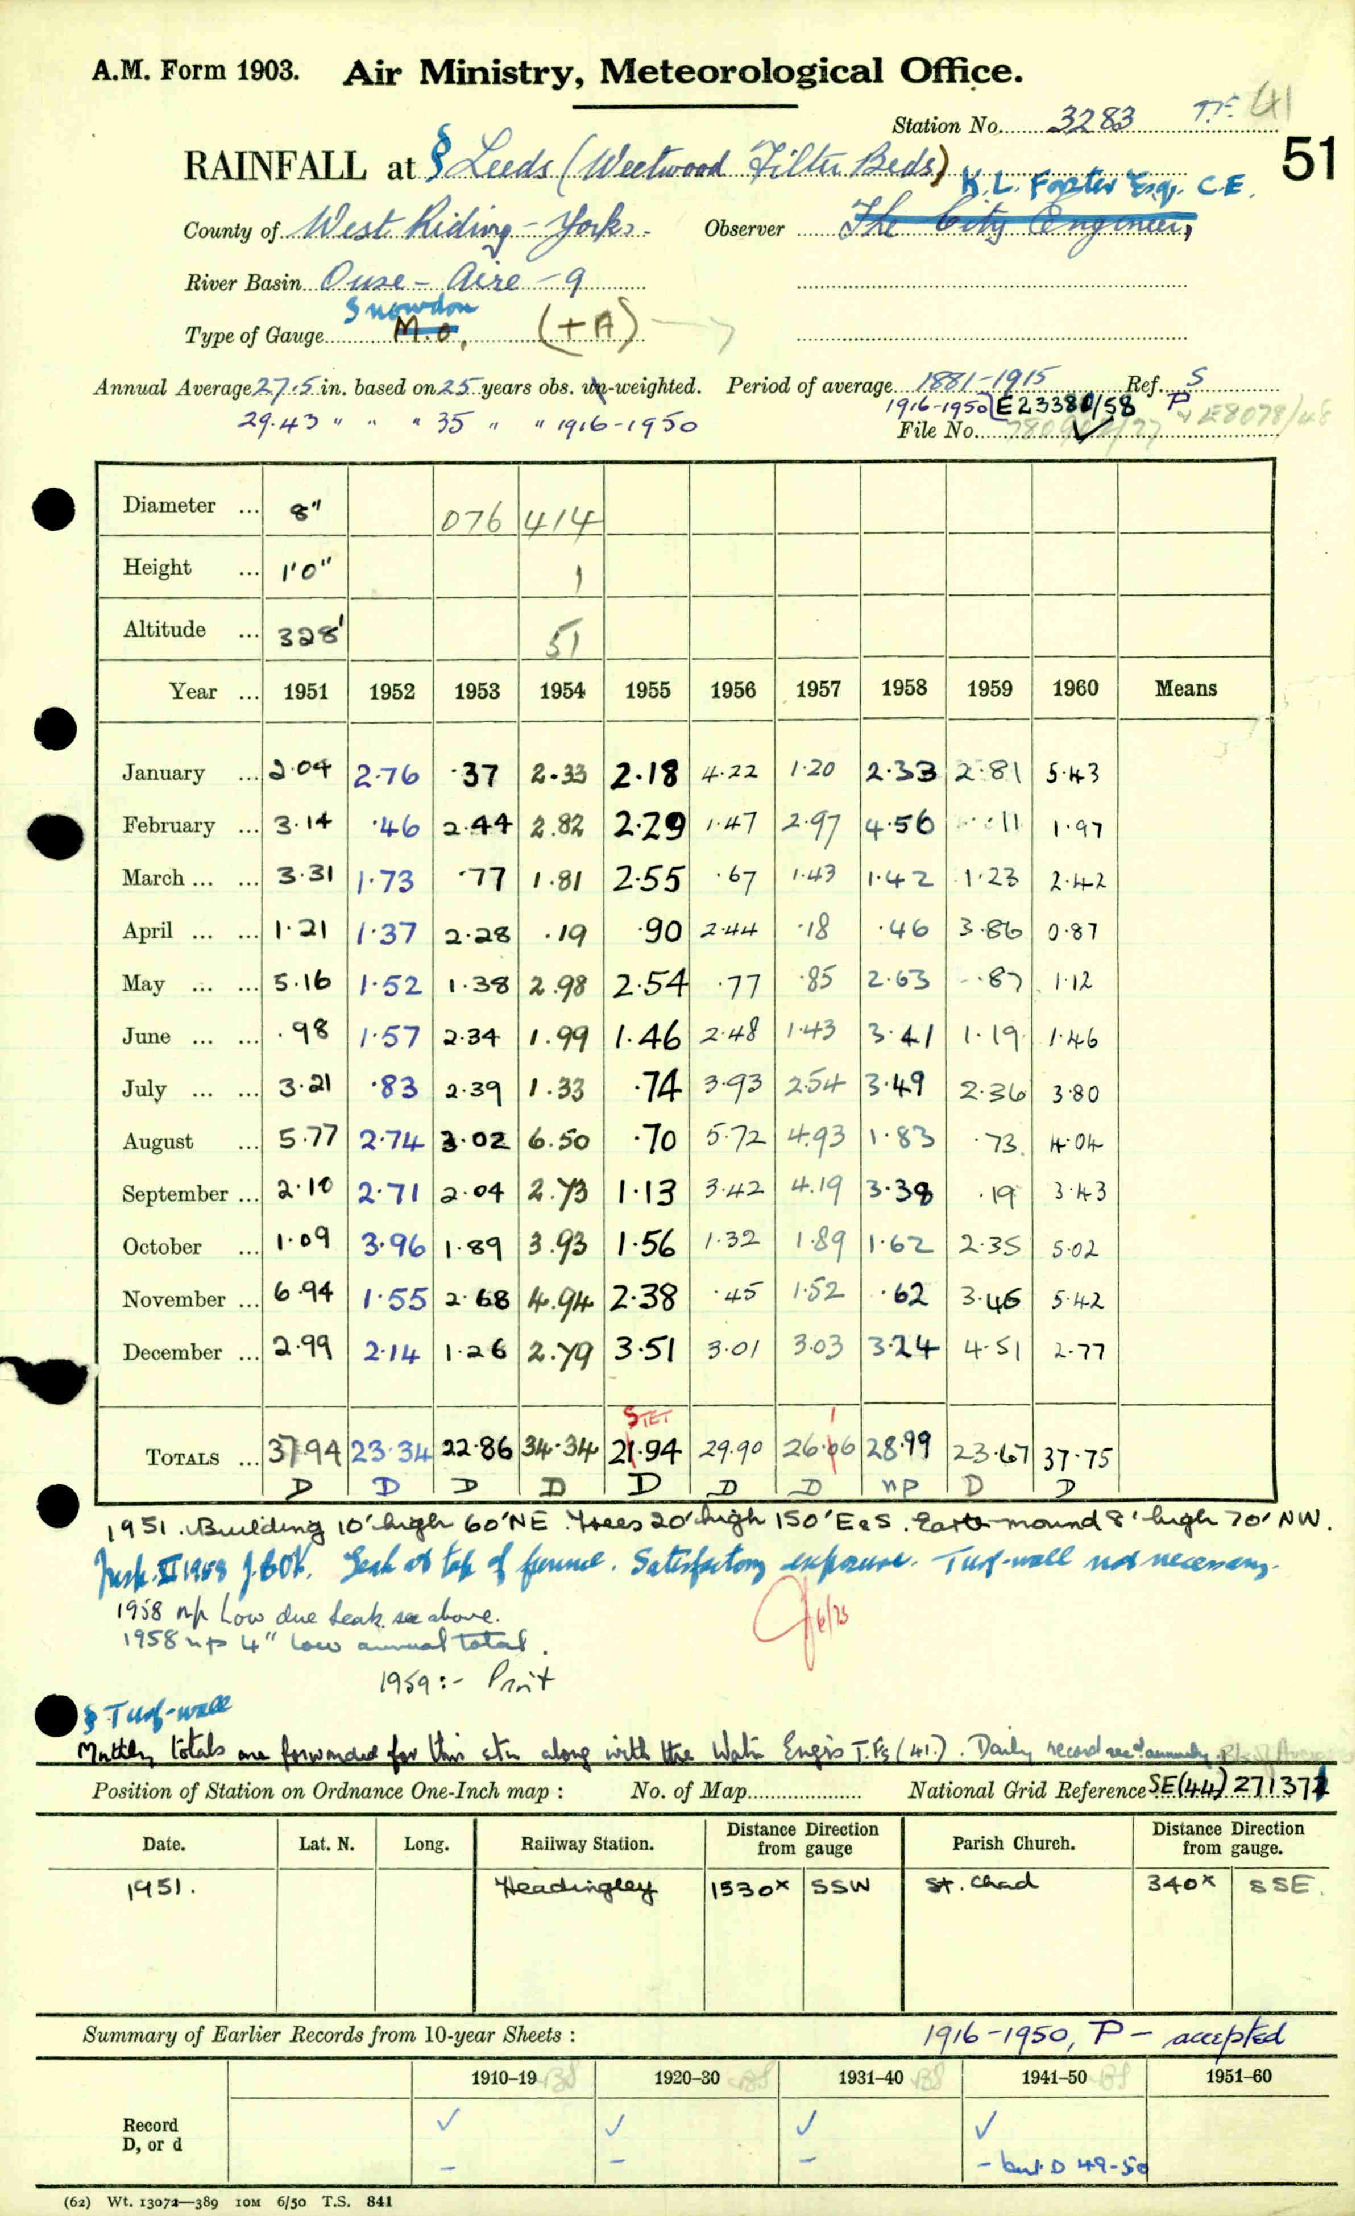 A.M. Form 1903. Air Ministry, Meteorological Office.
Station No. 3283 T.F. 41
51
RAINFALL at § Leeds (Weetwood Filter Beds)
K.L. Forster Esq. C.E.
County of West Riding - Yorks. Observer The City Engineer,
River Basin Ouse - Aire - 9
Snowdon
Type of Gauge M.O. (+A)
Annual Average 27.5 in. based on 25 years obs. un-weighted. Period of average 1881-1915 Ref. S
1916-1950 E23380/58 P
29.43 " " " 35 " " 1916-1950 File No. E8078/48
Diameter ... 8" 076 414
Height ... 1'0" 1
Altitude ... 328' 51
Year ... 1951 1952 1953 1954 1955 1956 1957 1958 1959 1960 Means
January ... 2.04 2.76 .37 2.33 2.18 4.22 1.20 2.33 2.81 5.43
February ... 3.14 .46 2.44 2.82 2.29 1.47 2.97 4.56 .11 1.97
March ... ... 3.31 1.73 .77 1.81 2.55 .67 1.43 1.42 1.23 2.42
April ... ... 1.21 1.37 2.28 .19 .90 2.44 .18 .46 3.86 0.87
May ... ... 5.16 1.52 1.38 2.98 2.54 .77 .85 2.63 .87 1.12
June ... ... .98 1.57 2.34 1.99 1.46 2.48 1.43 3.41 1.19 1.46
July ... ... 3.21 .83 2.39 1.33 .74 3.93 2.54 3.49 2.36 3.80
August ... 5.77 2.74 3.02 6.50 .70 5.72 4.93 1.83 .73 4.04
September ... 2.10 2.71 2.04 2.73 1.13 3.42 4.19 3.38 .19 3.43
October ... 1.09 3.96 1.89 3.93 1.56 1.32 1.89 1.62 2.35 5.02
November ... 6.94 1.55 2.68 4.94 2.38 .45 1.52 .62 3.46 5.42
December ... 2.99 2.14 1.26 2.79 3.51 3.01 3.03 3.24 4.51 2.77
STET 1
TOTALS ... 37.94 23.34 22.86 34.34 21.94 29.90 26.06 28.99 23.67 37.75
D D D D D D D np D D
1951. Building 10' high 60' NE. Trees 20' high 150' E & S. Earth mound 8' high 70' NW.
Insp. II 1958 Leak at top of funnel. Satisfactory exposure. Turf-wall not necessary.
1958 np Low due leak see above.
1958 np 4" low annual total.
6/73
1959:- Print
§ Turf-wall
Monthly totals are forwarded for this stn along with the Water Engrs T.Fs (41). Daily record rec'd annually.
Position of Station on Ordnance One-Inch map : No. of Map National Grid Reference SE(44) 271371
Date. Lat. N. Long. Railway Station. Distance from Direction gauge Parish Church. Distance from Direction gauge.
1951. Headingley 1530x SSW St. Chad 340x SSE.
Summary of Earlier Records from 10-year Sheets : 1916-1950, P - accepted
1910-19 1920-30 1931-40 1941-50 1951-60
Record ✓ ✓ ✓ ✓
D, or d - - - - but D 49-50
(62) Wt. 13072—389 10M 6/50 T.S. 841